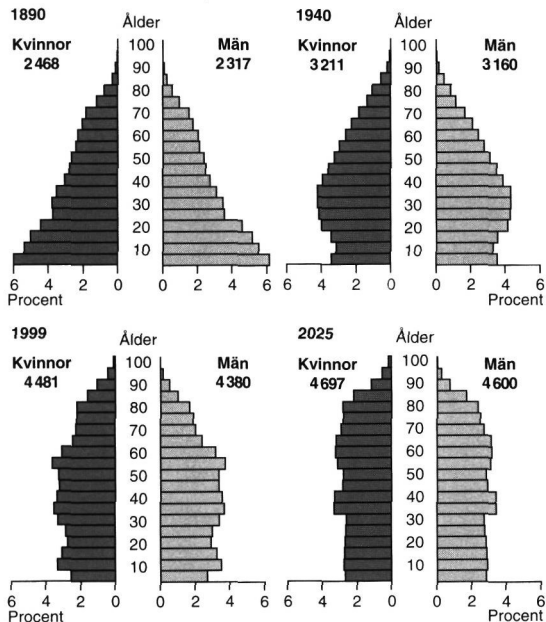 1890
Ålder
Kvinnor
2 468
Män
2 317
100
90
80
70
60
50
40
30
20
10
6 4 2 0
0 2 4 6
Procent
1940
Ålder
Kvinnor
3 211
Män
3 160
100
90
80
70
60
50
40
30
20
10
6 4 2 0
0 2 4 6
Procent
1999
Ålder
Kvinnor
4 481
Män
4 380
100
90
80
70
60
50
40
30
20
10
6 4 2 0
0 2 4 6
Procent
2025
Ålder
Kvinnor
4 697
Män
4 600
100
90
80
70
60
50
40
30
20
10
6 4 2 0
0 2 4 6
Procent